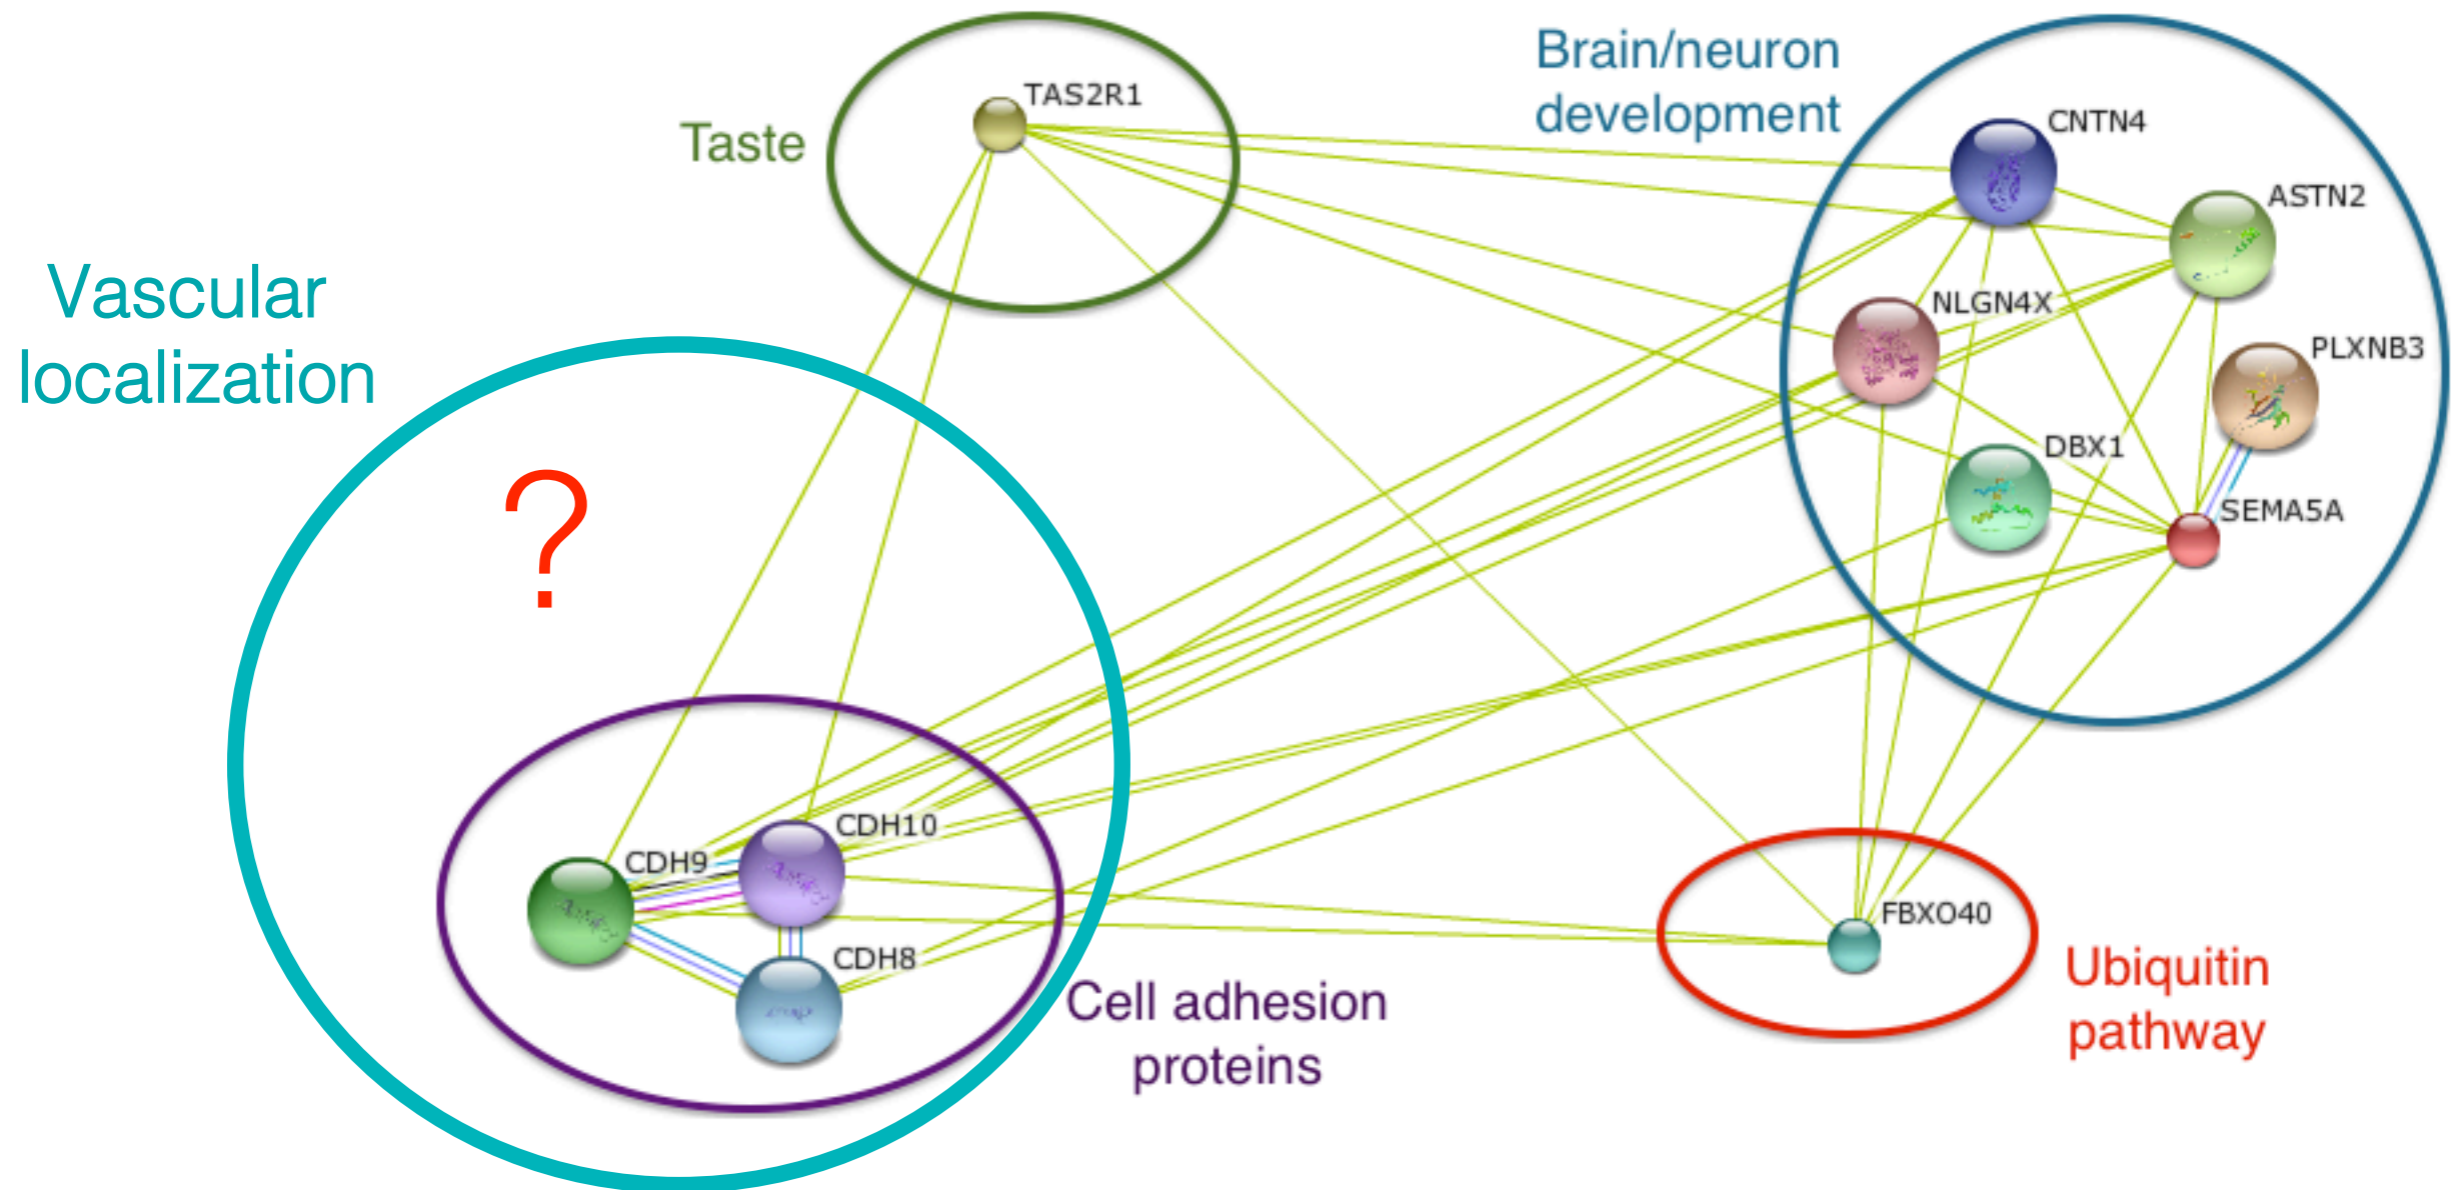 TAS2R1
Taste
Brain/neuron
development
CNTN4
ASTN2
NLGN4X
PLXNB3
DBX1
SEMA5A
Vascular
localization
?
CDH10
CDH9
CDH8
Cell adhesion
proteins
FBXO40
Ubiquitin
pathway